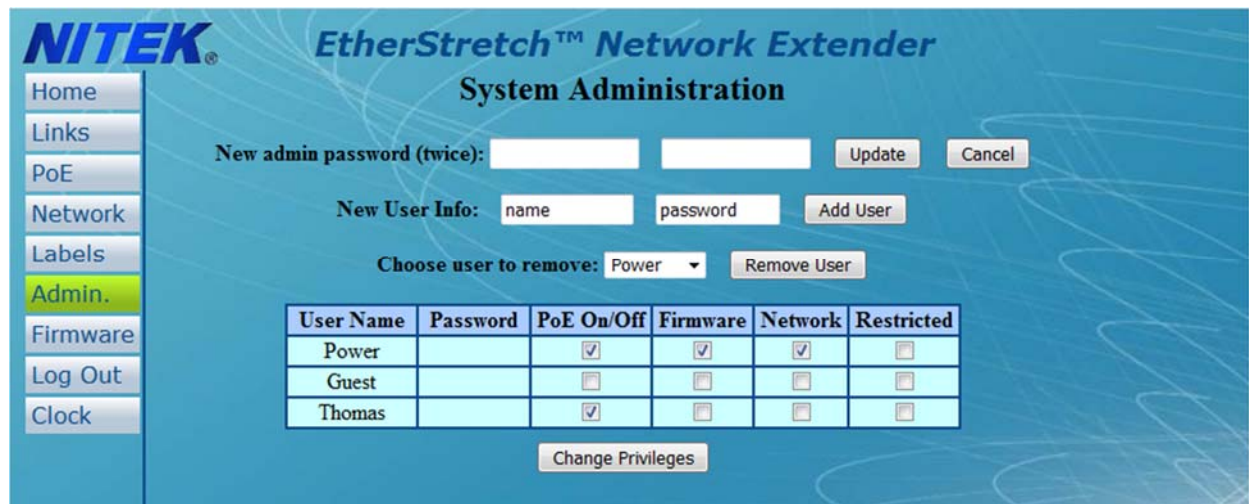 NITEK®
EtherStretch™ Network Extender
System Administration
Home
Links
PoE
Network
Labels
Admin.
Firmware
Log Out
Clock
New admin password (twice): Update Cancel
New User Info: name password Add User
Choose user to remove: Power Remove User
User Name Password PoE On/Off Firmware Network Restricted
Power
Guest
Thomas
Change Privileges